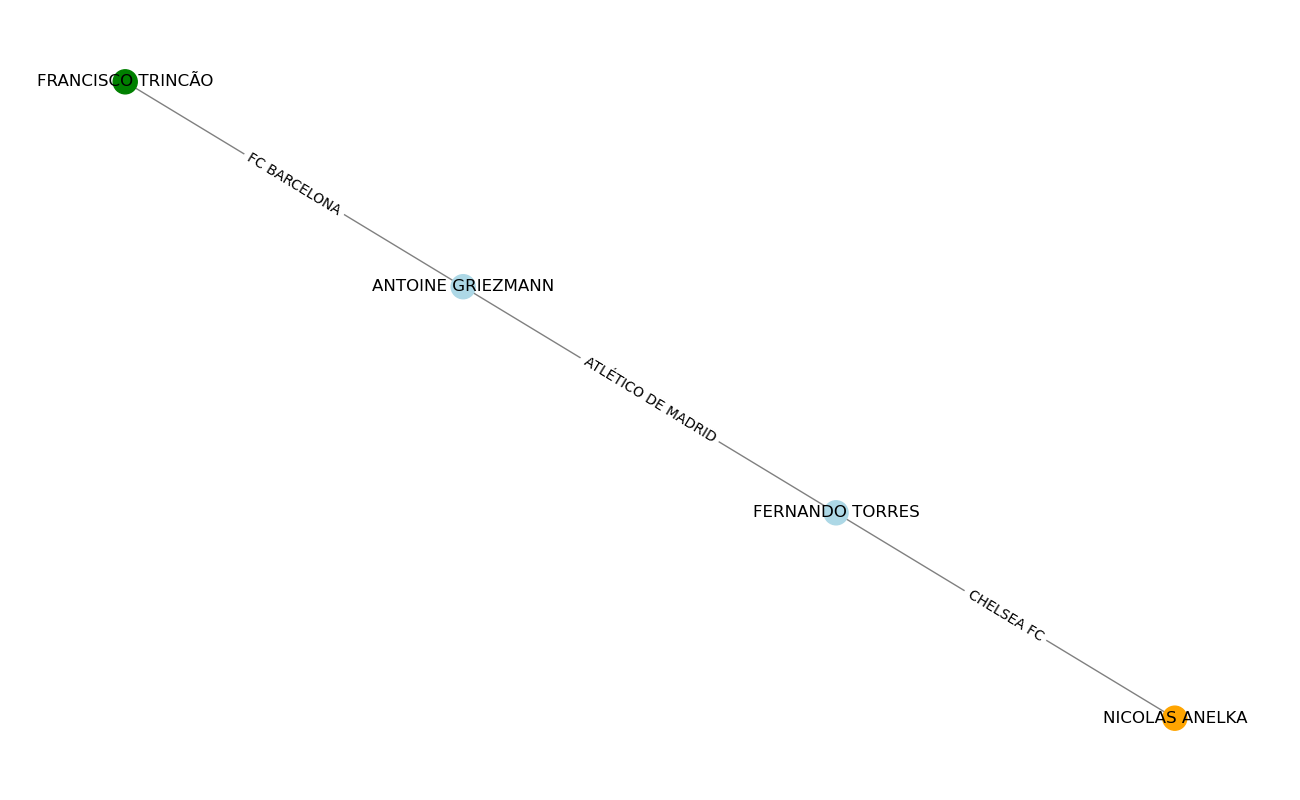 FRANCISCO TRINCÃO
FC BARCELONA
ANTOINE GRIEZMANN
ATLÉTICO DE MADRID
FERNANDO TORRES
CHELSEA FC
NICOLAS ANELKA